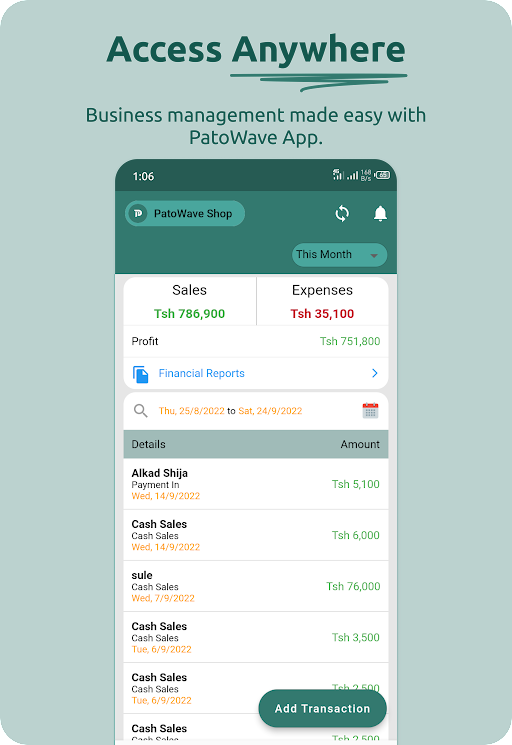 Access Anywhere
Business management made easy with
PatoWave App.
1:06
168
B/s
65
PatoWave Shop
This Month
Sales
Expenses
Tsh 786,900
Tsh 35,100
Profit
Tsh 751,800
Financial Reports
Thu, 25/8/2022 to Sat, 24/9/2022
Details
Amount
Alkad Shija
Payment In
Wed, 14/9/2022
Tsh 5,100
Cash Sales
Cash Sales
Wed, 14/9/2022
Tsh 6,000
sule
Cash Sales
Wed, 7/9/2022
Tsh 76,000
Cash Sales
Cash Sales
Tue, 6/9/2022
Tsh 3,500
Cash Sales
Cash Sales
Tue, 6/9/2022
Tsh 2,500
Add Transaction
Cash Sales
Tsh 2,500